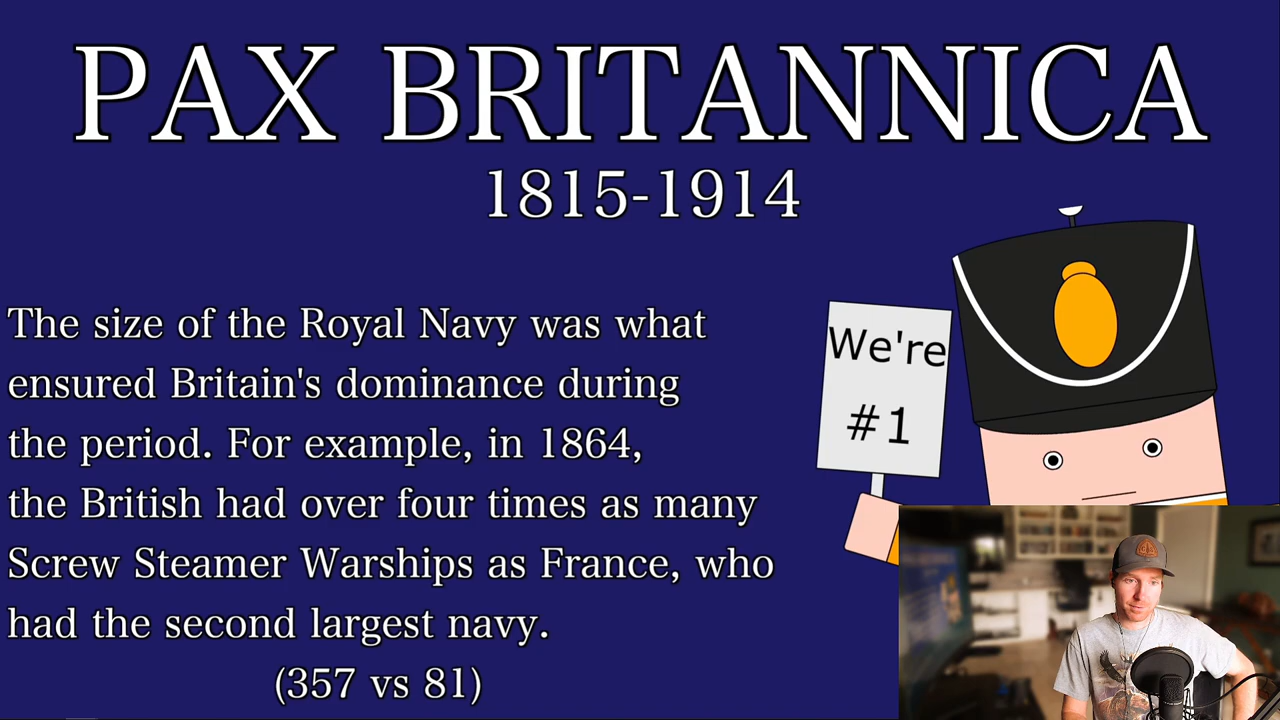 PAX BRITANNICA
1815-1914
The size of the Royal Navy was what
ensured Britain's dominance during
the period. For example, in 1864,
the British had over four times as many
Screw Steamer Warships as France, who
had the second largest navy.
(357 vs 81)
We're
#1